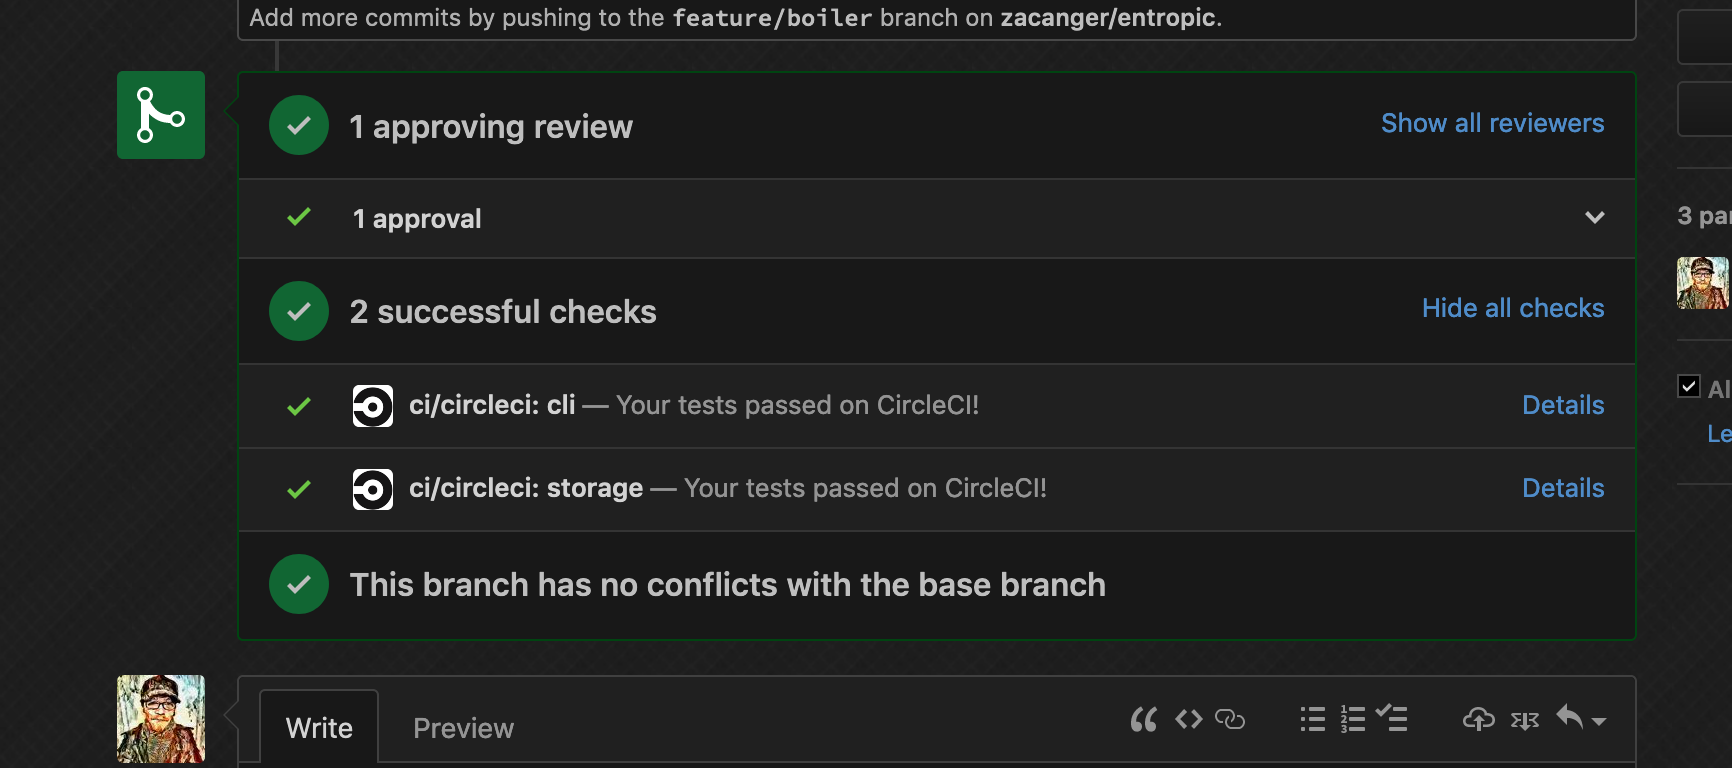 Add more commits by pushing to the feature/boiler branch on zacanger/entropic.
1 approving review
Show all reviewers
1 approval
2 successful checks
Hide all checks
ci/circleci: cli — Your tests passed on CircleCI!
Details
ci/circleci: storage — Your tests passed on CircleCI!
Details
This branch has no conflicts with the base branch
Write
Preview
3 par
Al
Le